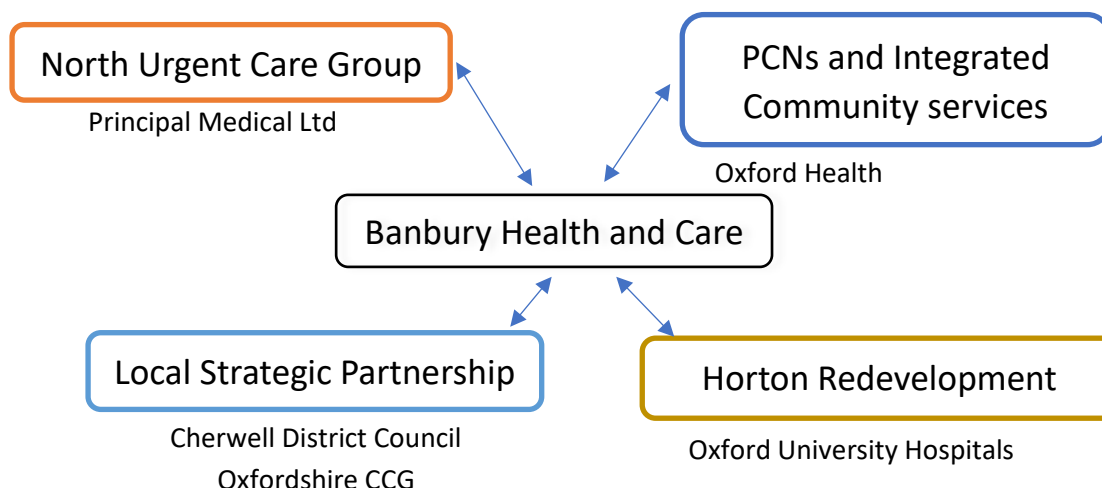 North Urgent Care Group
Principal Medical Ltd
PCNs and Integrated
Community services
Oxford Health
Banbury Health and Care
Local Strategic Partnership
Cherwell District Council
Oxfordshire CCG
Horton Redevelopment
Oxford University Hospitals